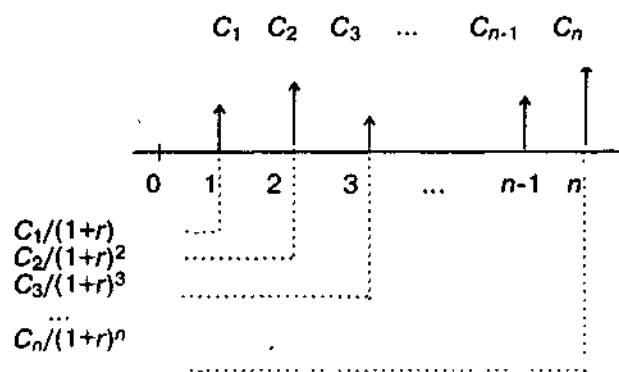 C₁ C₂ C₃ ... Cₙ₋₁ Cₙ
0 1 2 3 ... n-1 n
C₁/(1+r)
C₂/(1+r)²
C₃/(1+r)³
...
Cₙ/(1+r)ⁿ